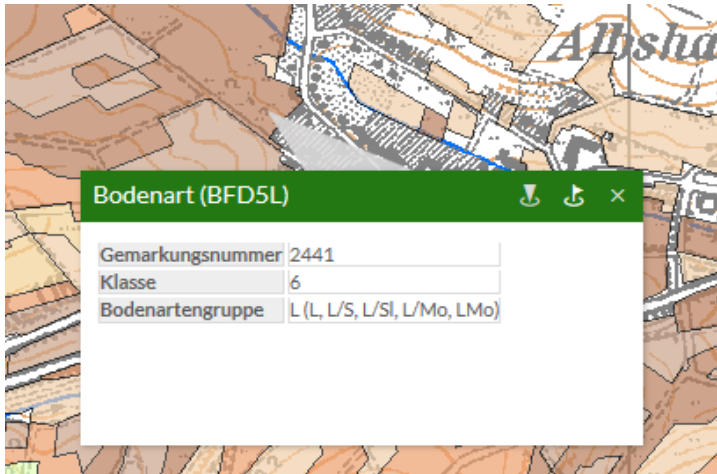 Albsha
Bodenart (BFD5L)
Gemarkungsnummer 2441
Klasse 6
Bodenartengruppe L (L, L/S, L/Sl, L/Mo, LMo)